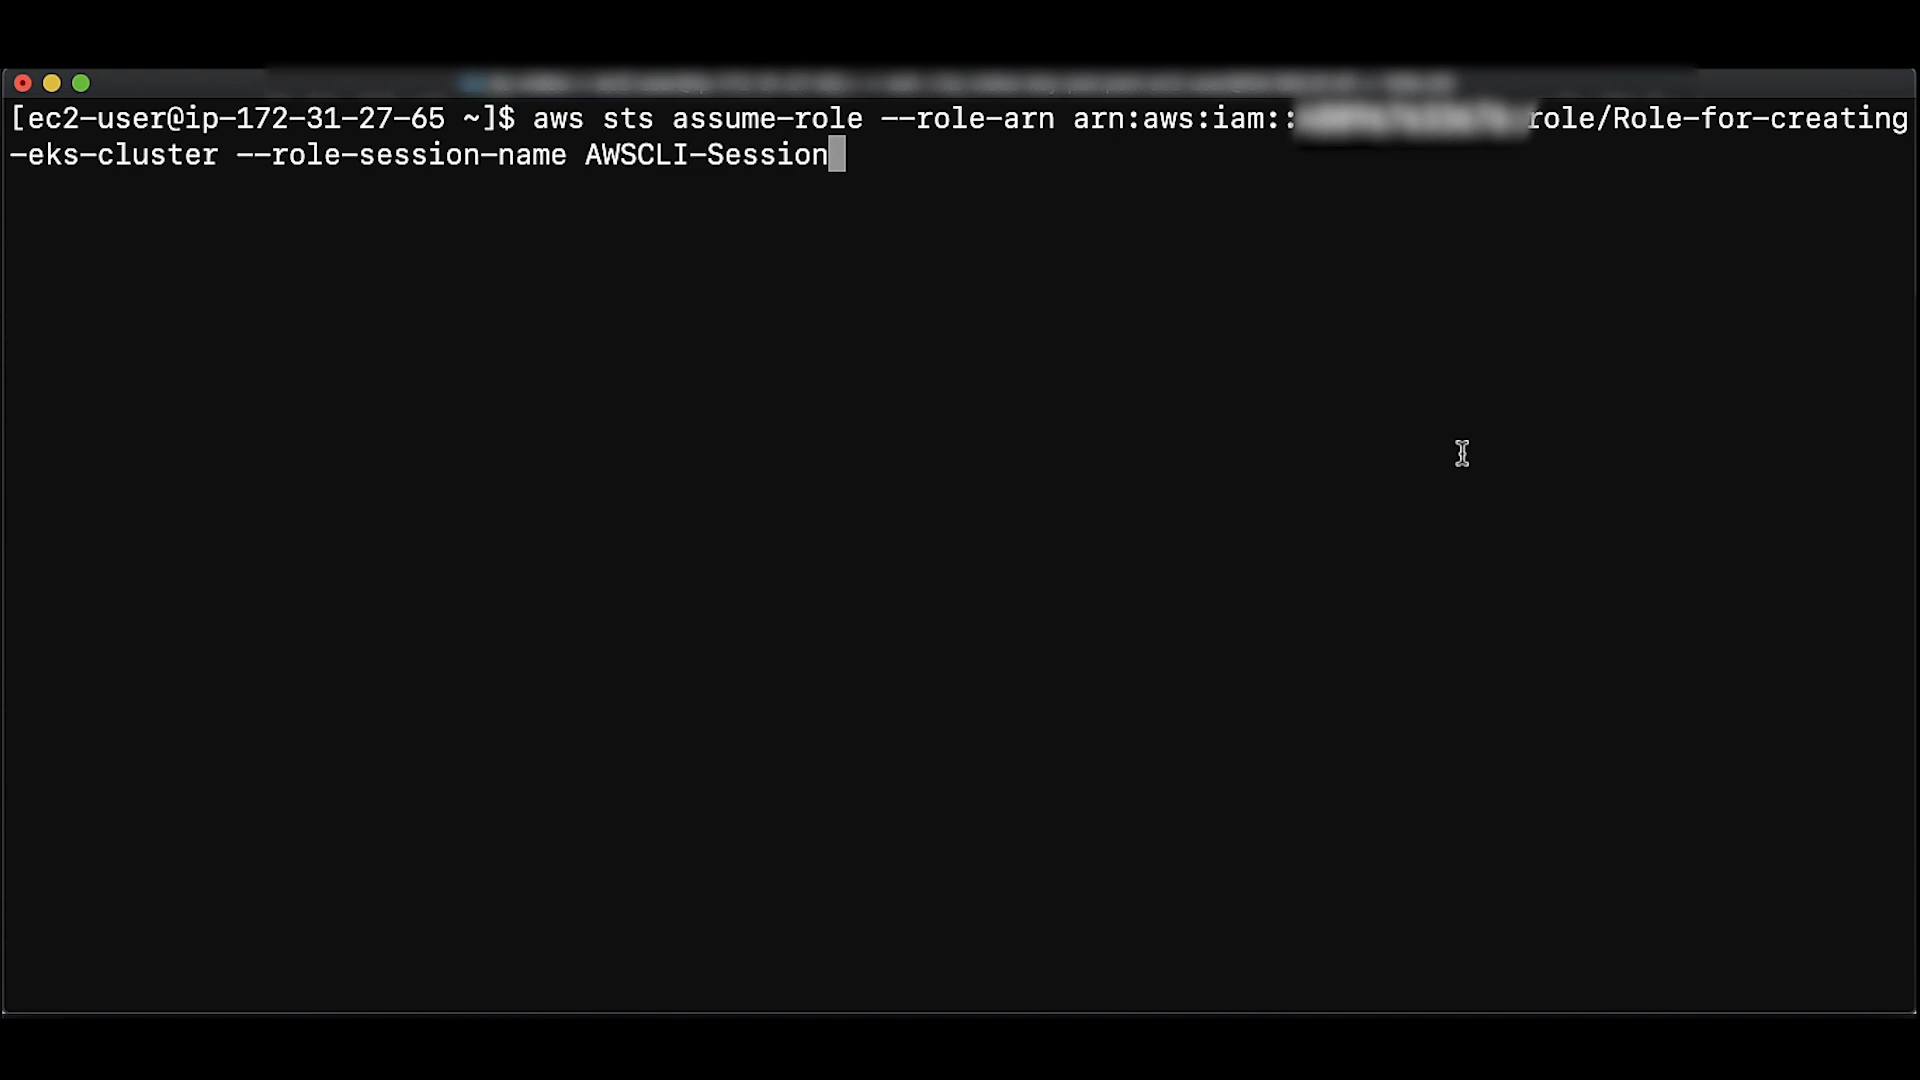 [ec2-user@ip-172-31-27-65 ~]$ aws sts assume-role --role-arn arn:aws:iam:: role/Role-for-creating
-eks-cluster --role-session-name AWSCLI-Session